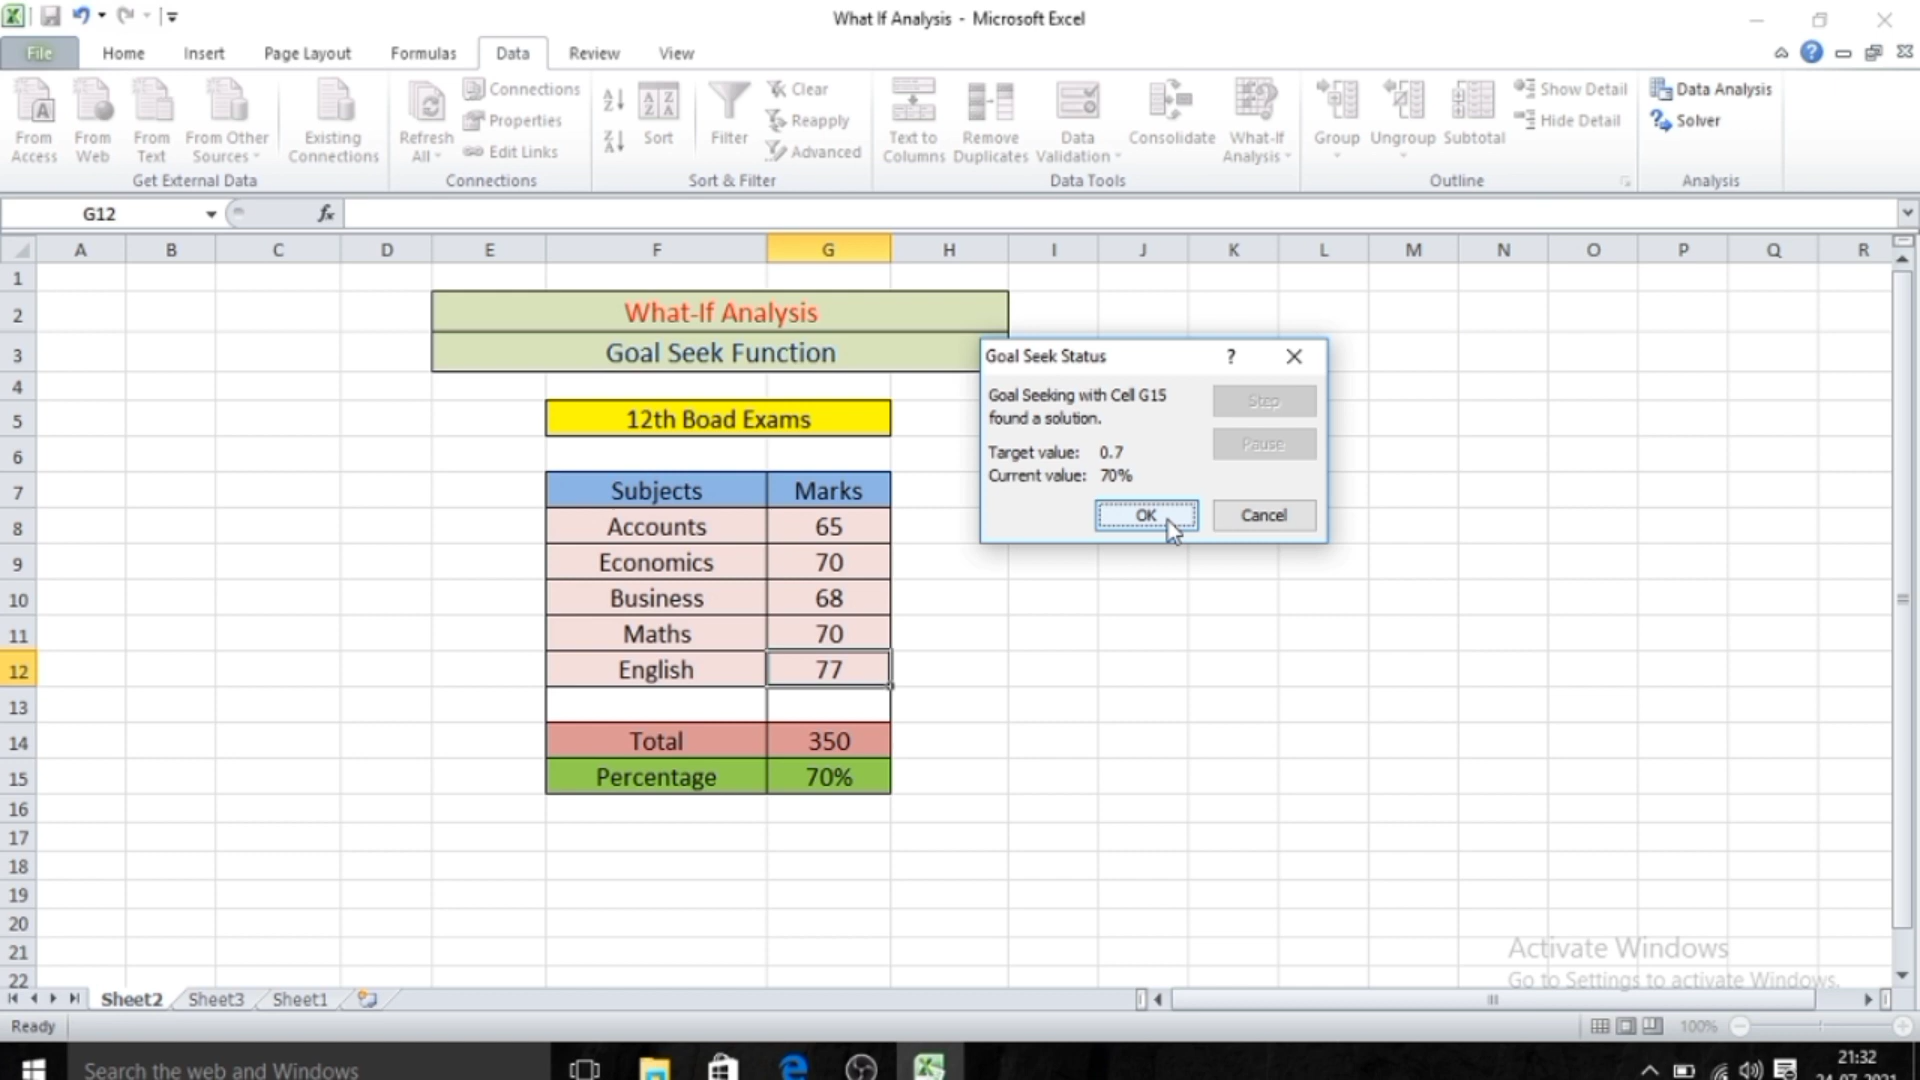 What If Analysis - Microsoft Excel
File Home Insert Page Layout Formulas Data Review View
From Access
From Web
From Text
From Other Sources
Existing Connections
Get External Data
Refresh All
Connections
Properties
Edit Links
Connections
Sort
Filter
Clear
Reapply
Advanced
Sort & Filter
Text to Columns
Remove Duplicates
Data Validation
Consolidate
What-If Analysis
Data Tools
Group
Ungroup
Subtotal
Show Detail
Hide Detail
Outline
Data Analysis
Solver
Analysis
G12 fx
A B C D E F G H I J K L M N O P Q R
1
2 What-If Analysis
3 Goal Seek Function
4
5 12th Boad Exams
6
7 Subjects Marks
8 Accounts 65
9 Economics 70
10 Business 68
11 Maths 70
12 English 77
13
14 Total 350
15 Percentage 70%
16
17
18
19
20
21
22
Goal Seek Status ?
Goal Seeking with Cell G15
found a solution.
Step
Pause
Target value: 0.7
Current value: 70%
OK Cancel
Activate Windows
Go to Settings to activate Windows.
Sheet2 Sheet3 Sheet1
Ready 100%
Search the web and Windows
21:32
24-07-2021